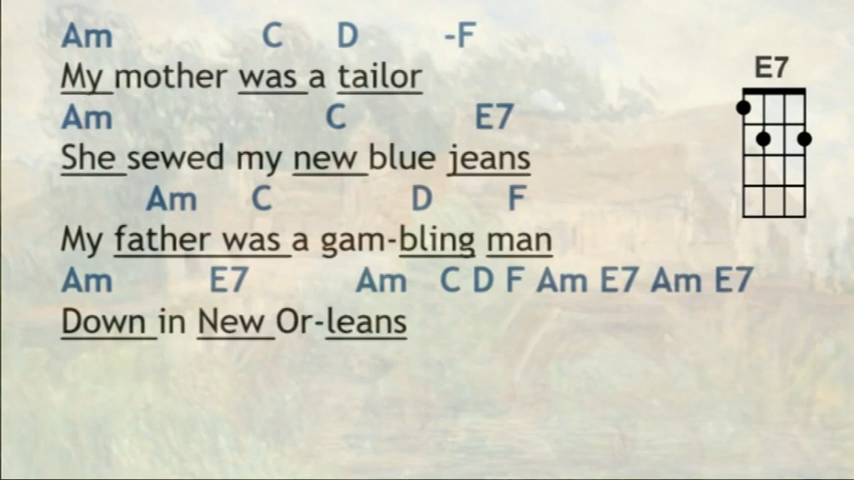 Am C D -F
My mother was a tailor
Am C E7
She sewed my new blue jeans
Am C D F
My father was a gam-bling man
Am E7 Am C D F Am E7 Am E7
Down in New Or-leans
E7